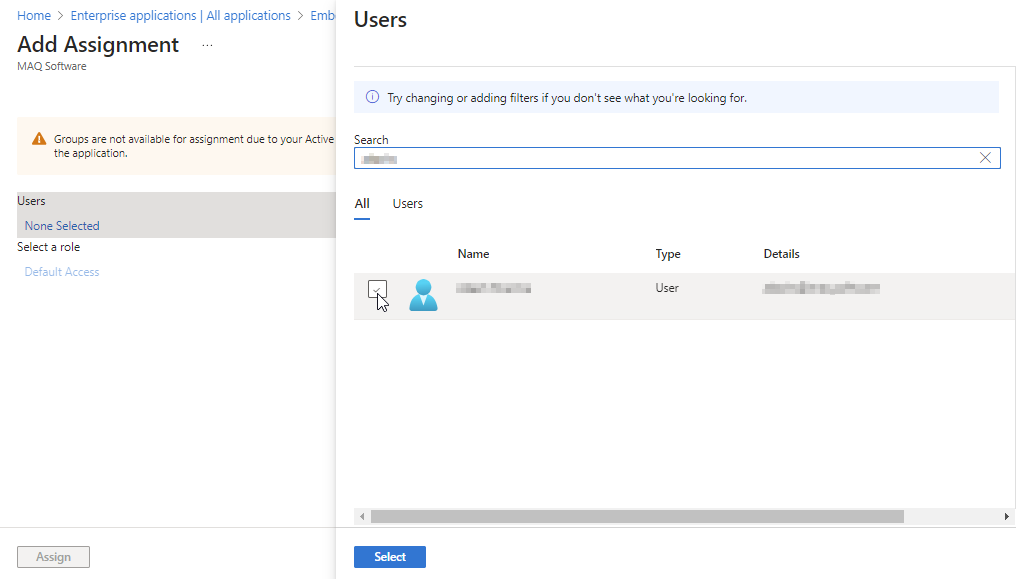 Home > Enterprise applications | All applications > Emb
Add Assignment ...
MAQ Software
Groups are not available for assignment due to your Active
the application.
Users
None Selected
Select a role
Default Access
Assign
Users
Try changing or adding filters if you don't see what you're looking for.
Search
All Users
Name Type Details
User
Select